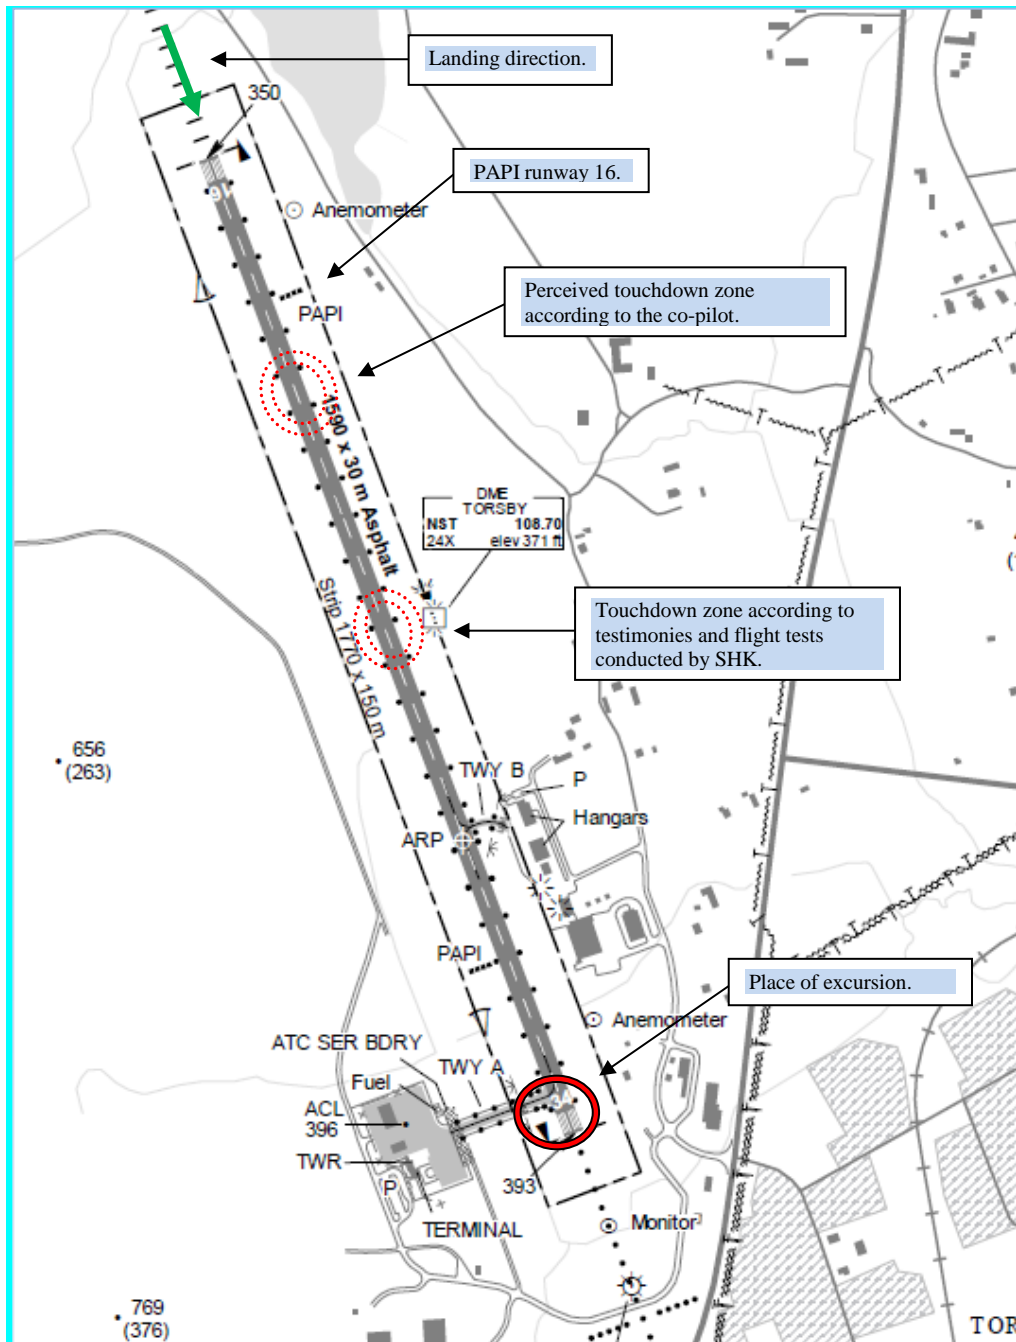 Landing direction.
350
PAPI runway 16.
Anemometer
16
Perceived touchdown zone
according to the co-pilot.
PAPI
1590 x 30 m Asphalt
DME
TORSBY
NST 108.70
24X elev 371 ft
Strip 1770 x 150 m
Touchdown zone according to
testimonies and flight tests
conducted by SHK.
656
(263)
TWY B
P
Hangars
ARP
PAPI
Place of excursion.
Anemometer
ATC SER BDRY
TWY A
Fuel
ACL
396
TWR
P
393
TERMINAL
Monitor
769
(376)
TOR